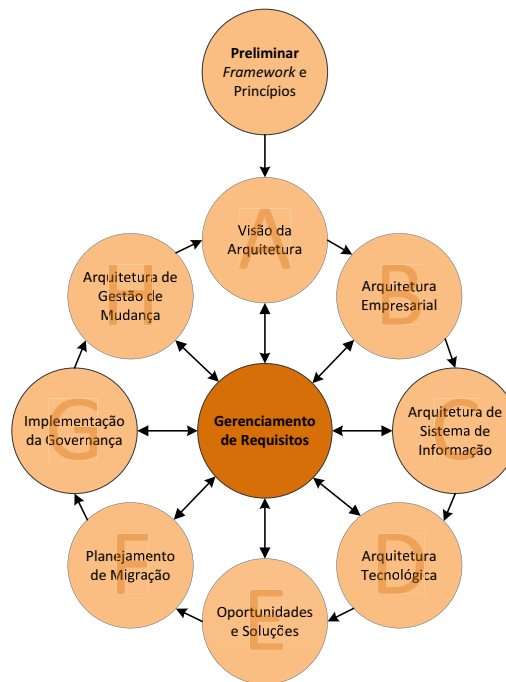 Preliminar
Framework e
Princípios
A
Visão da
Arquitetura
B
Arquitetura
Empresarial
C
Arquitetura de
Sistema de
Informação
D
Arquitetura
Tecnológica
E
Oportunidades
e Soluções
F
Planejamento
de Migração
G
Implementação
da Governança
H
Arquitetura de
Gestão de
Mudança
Gerenciamento
de Requisitos